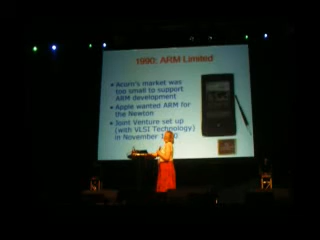 1990: ARM Limited
• Acorn's market was
too small to support
ARM development
• Apple wanted ARM for
the Newton
• Joint Venture set up
(with VLSI Technology)
in November 1990